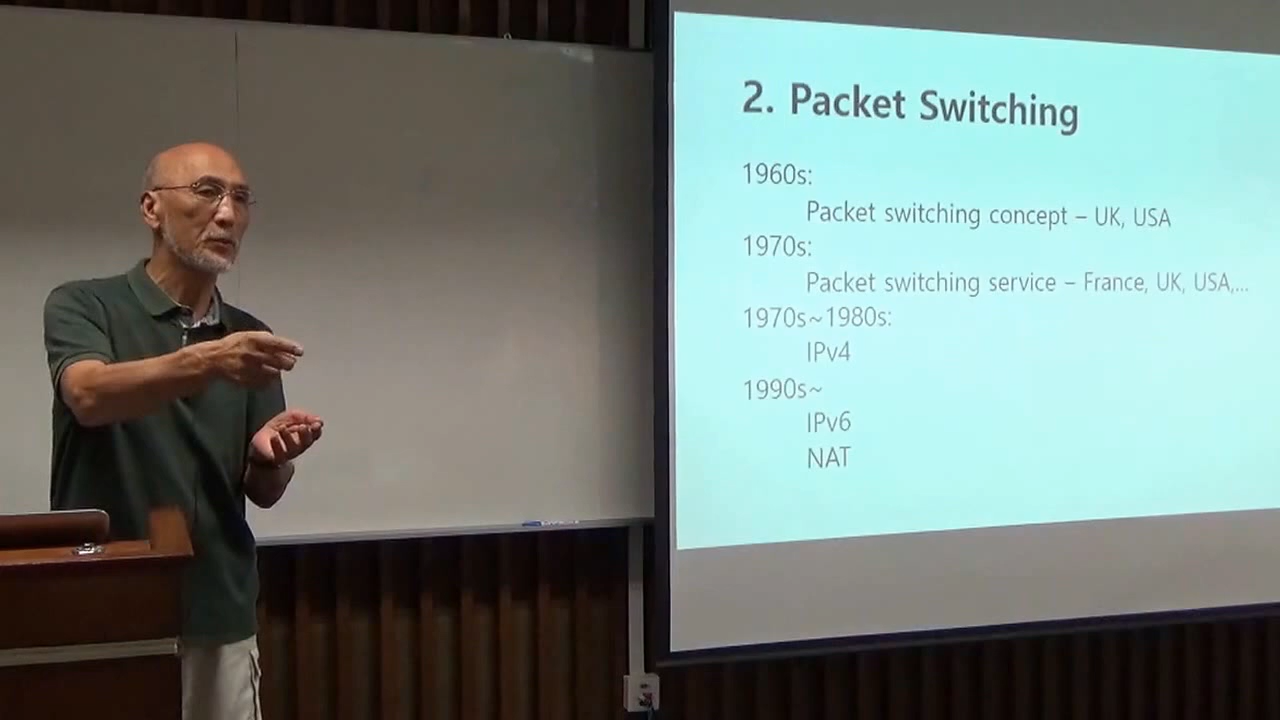 2. Packet Switching
1960s:
Packet switching concept – UK, USA
1970s:
Packet switching service – France, UK, USA,...
1970s~1980s:
IPv4
1990s~
IPv6
NAT